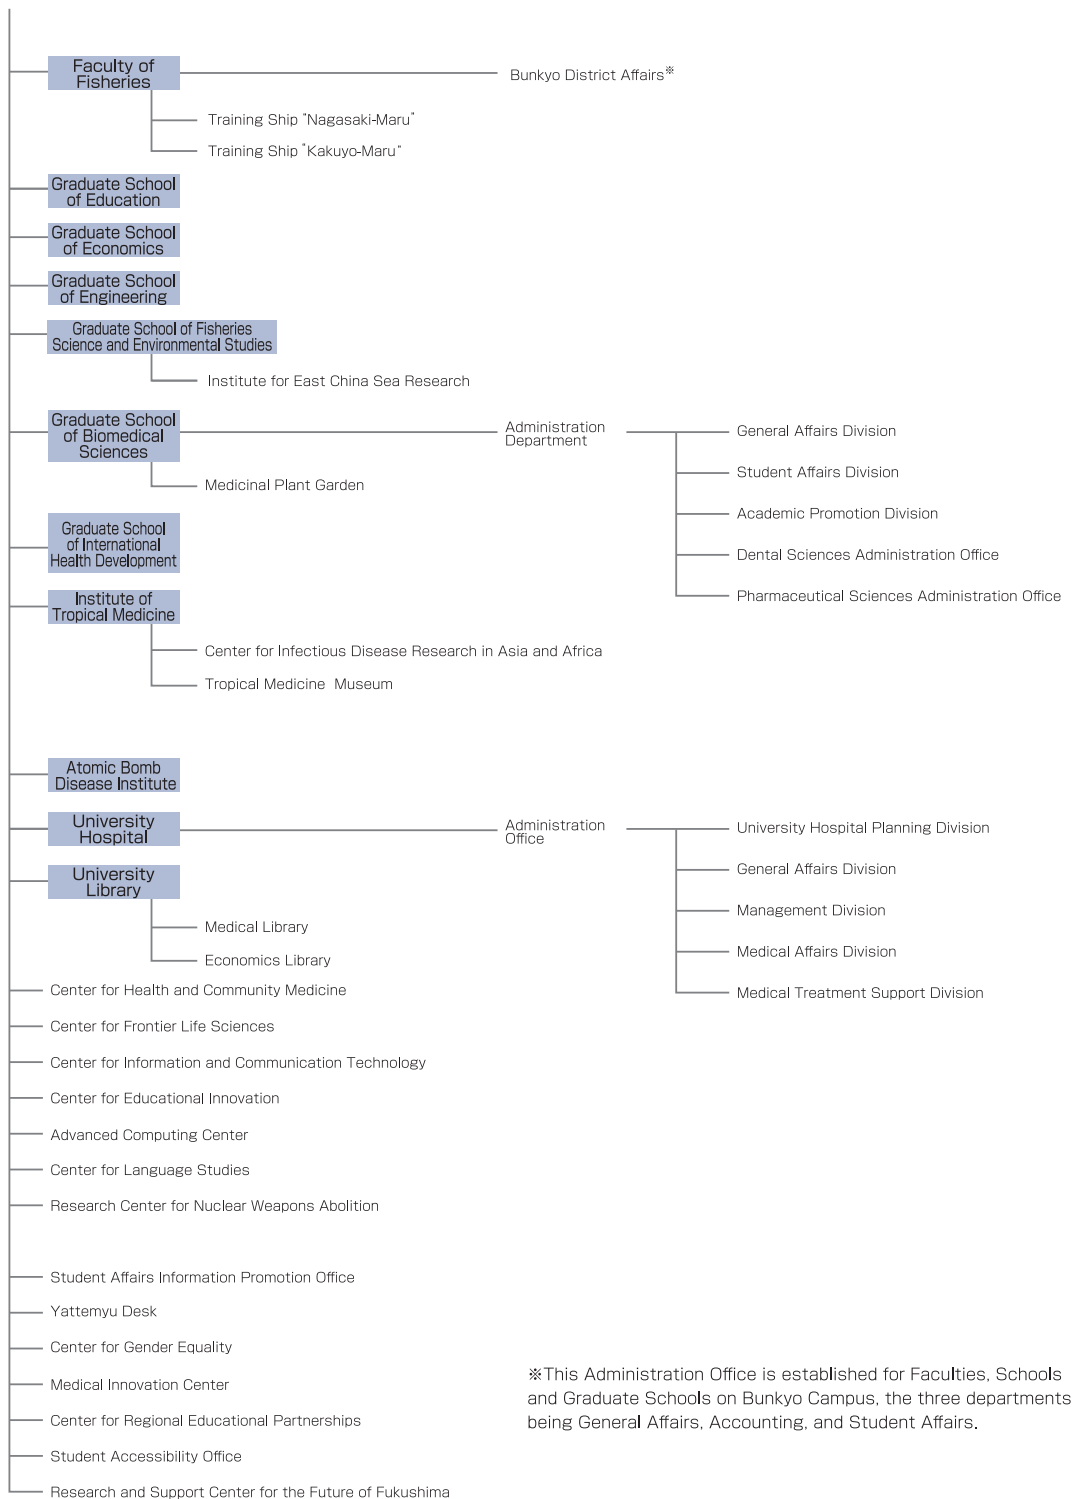 Faculty of
Fisheries
Bunkyo District Affairs※
Training Ship "Nagasaki-Maru"
Training Ship "Kakuyo-Maru"
Graduate School
of Education
Graduate School
of Economics
Graduate School
of Engineering
Graduate School of Fisheries
Science and Environmental Studies
Institute for East China Sea Research
Graduate School
of Biomedical
Sciences
Administration
Department
General Affairs Division
Student Affairs Division
Academic Promotion Division
Dental Sciences Administration Office
Pharmaceutical Sciences Administration Office
Medicinal Plant Garden
Graduate School
of International
Health Development
Institute of
Tropical Medicine
Center for Infectious Disease Research in Asia and Africa
Tropical Medicine Museum
Atomic Bomb
Disease Institute
University
Hospital
Administration
Office
University Hospital Planning Division
General Affairs Division
Management Division
Medical Affairs Division
Medical Treatment Support Division
University
Library
Medical Library
Economics Library
Center for Health and Community Medicine
Center for Frontier Life Sciences
Center for Information and Communication Technology
Center for Educational Innovation
Advanced Computing Center
Center for Language Studies
Research Center for Nuclear Weapons Abolition
Student Affairs Information Promotion Office
Yattemyu Desk
Center for Gender Equality
Medical Innovation Center
Center for Regional Educational Partnerships
Student Accessibility Office
Research and Support Center for the Future of Fukushima
※This Administration Office is established for Faculties, Schools
and Graduate Schools on Bunkyo Campus, the three departments
being General Affairs, Accounting, and Student Affairs.